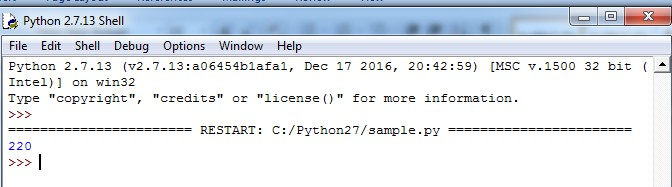 Python 2.7.13 Shell
File Edit Shell Debug Options Window Help
Python 2.7.13 (v2.7.13:a06454b1afa1, Dec 17 2016, 20:42:59) [MSC v.1500 32 bit (
Intel)] on win32
Type "copyright", "credits" or "license()" for more information.
>>>
======================= RESTART: C:/Python27/sample.py =======================
220
>>>